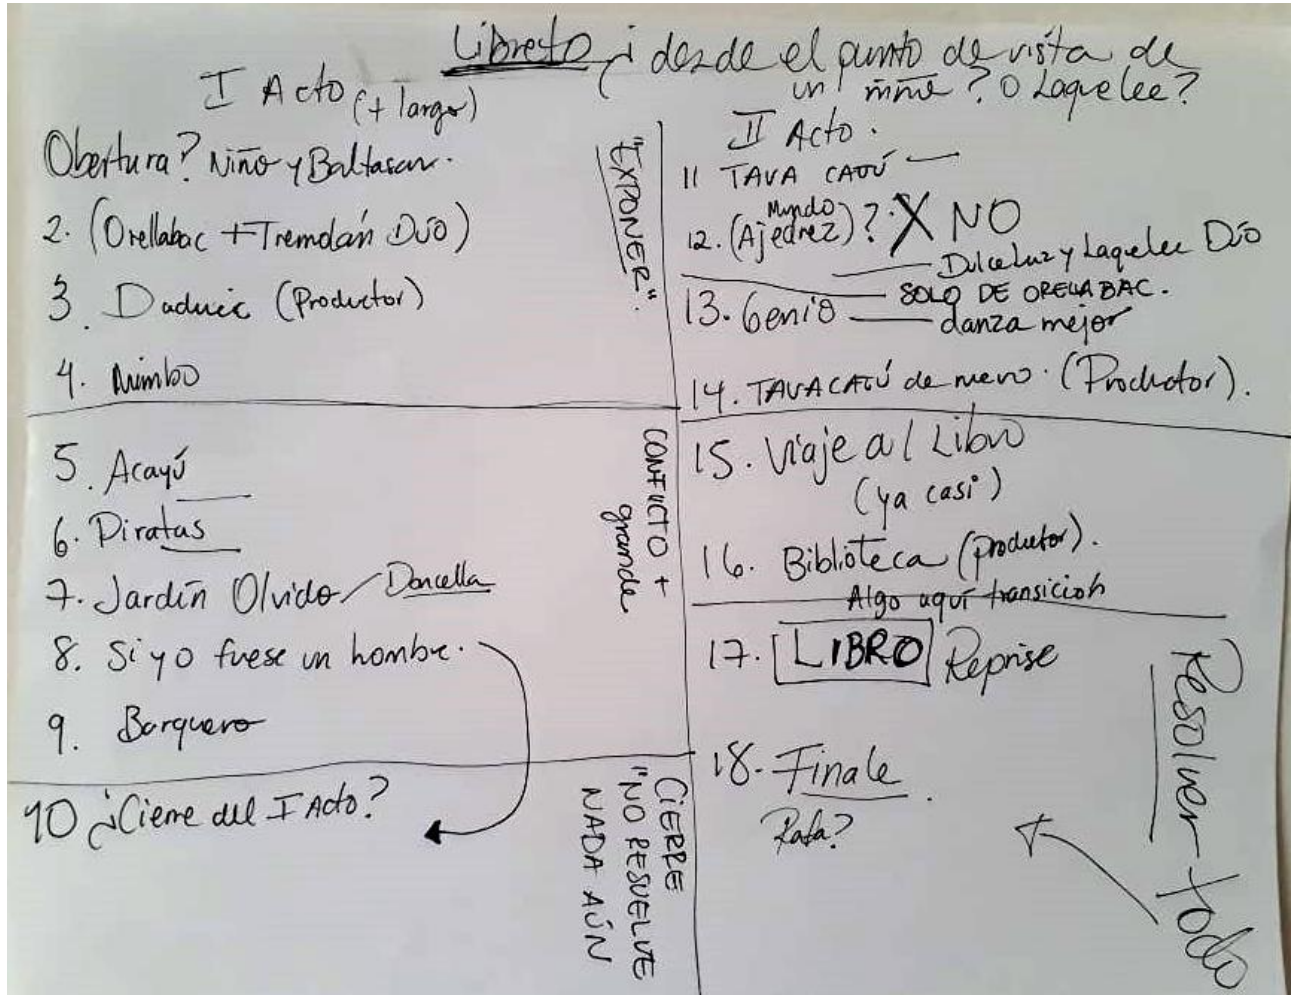 Libreto ¿desde el punto de vista de
un niño? O Laquelee?
I Acto (+ largo)
Obertura? Niño y Baltasar.
2. (Orellabac + Tremolán Dúo)
3. (Productor)
4. Nimbo
"EXPONER".
5. Acayú
6. Piratas
7. Jardín Olvido / Doncella
8. Si yo fuese un hombre.
9. Barquero
CONFLICTO +
grande
10 ¿Cierre del I Acto?
CIERRE
"NO RESUELVE
NADA AÚN
II Acto.
11 TAVA CATÚ
12. (Mundo Ajedrez)? X NO
Dulceluz y Laquelee Dúo
SOLO DE ORELLABAC.
13. Genio danza mejor
14. TAVACATÚ de nuevo. (Productor).
15. Viaje al Libro
(ya casi)
16. Biblioteca (productor).
Algo aquí transición
17. LIBRO Reprise
18. Finale
Rafa?
Resolver todo